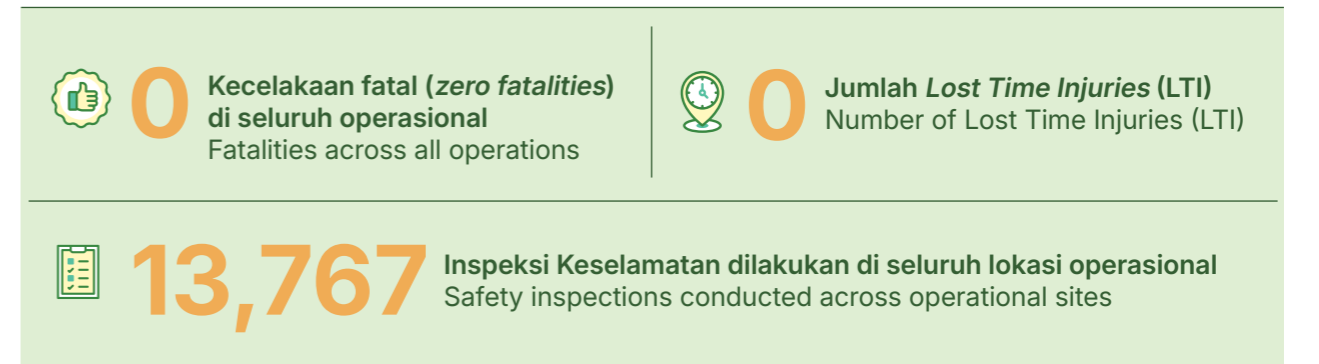 0
Kecelakaan fatal (zero fatalities)
di seluruh operasional
Fatalities across all operations
0
Jumlah Lost Time Injuries (LTI)
Number of Lost Time Injuries (LTI)
13,767
Inspeksi Keselamatan dilakukan di seluruh lokasi operasional
Safety inspections conducted across operational sites